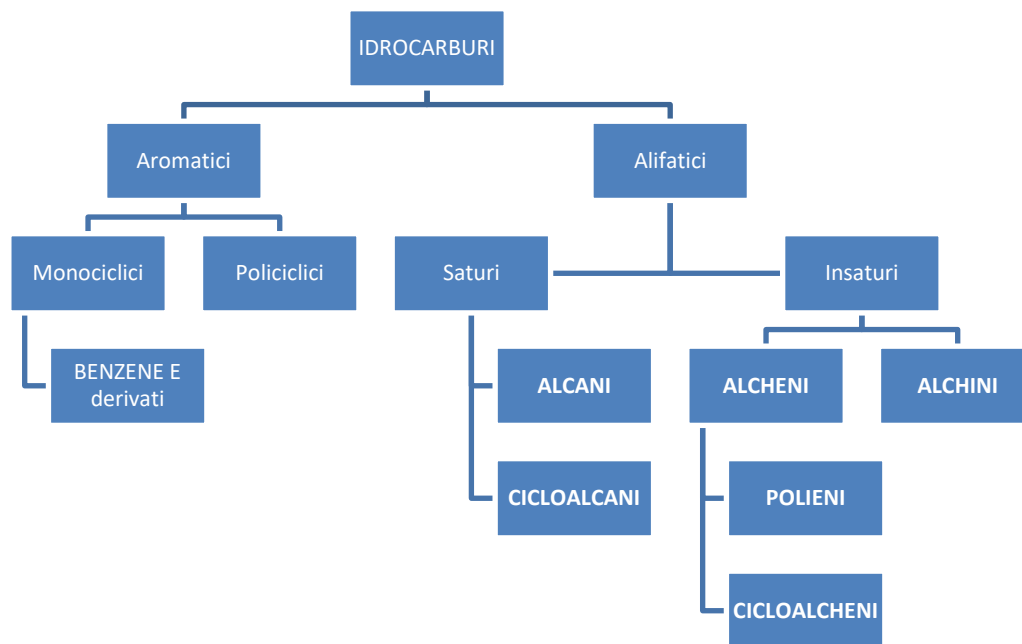 IDROCARBURI
Aromatici
Alifatici
Monociclici
Policiclici
Saturi
Insaturi
BENZENE E
derivati
ALCANI
ALCHENI
ALCHINI
CICLOALCANI
POLIENI
CICLOALCHENI